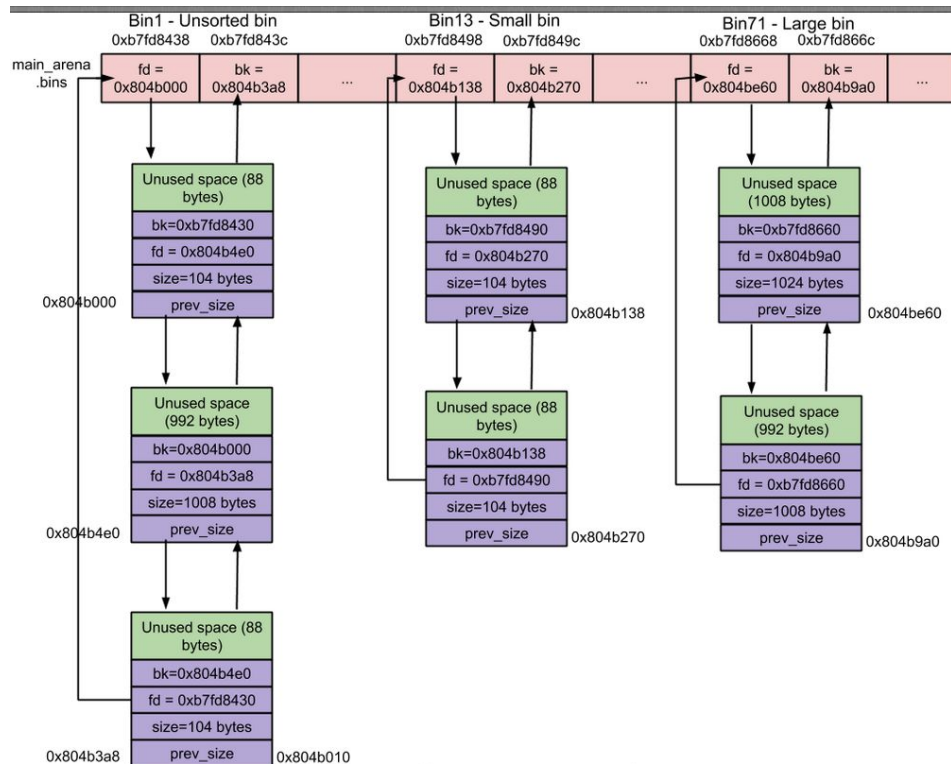 Bin1 - Unsorted bin
0xb7fd8438
0xb7fd843c
Bin13 - Small bin
0xb7fd8498
0xb7fd849c
Bin71 - Large bin
0xb7fd8668
0xb7fd866c
main_arena
.bins
fd =
0x804b000
bk =
0x804b3a8
...
fd =
0x804b138
bk =
0x804b270
...
fd =
0x804be60
bk =
0x804b9a0
...
Unused space (88
bytes)
bk=0xb7fd8430
fd = 0x804b4e0
size=104 bytes
prev_size
0x804b000
Unused space
(992 bytes)
bk=0x804b000
fd = 0x804b3a8
size=1008 bytes
prev_size
0x804b4e0
Unused space (88
bytes)
bk=0x804b4e0
fd = 0xb7fd8430
size=104 bytes
prev_size
0x804b3a8
0x804b010
Unused space (88
bytes)
bk=0xb7fd8490
fd = 0x804b270
size=104 bytes
prev_size
0x804b138
Unused space (88
bytes)
bk=0x804b138
fd = 0xb7fd8490
size=104 bytes
prev_size
0x804b270
Unused space
(1008 bytes)
bk=0xb7fd8660
fd = 0x804b9a0
size=1024 bytes
prev_size
0x804be60
Unused space
(992 bytes)
bk=0x804be60
fd = 0xb7fd8660
size=1008 bytes
prev_size
0x804b9a0